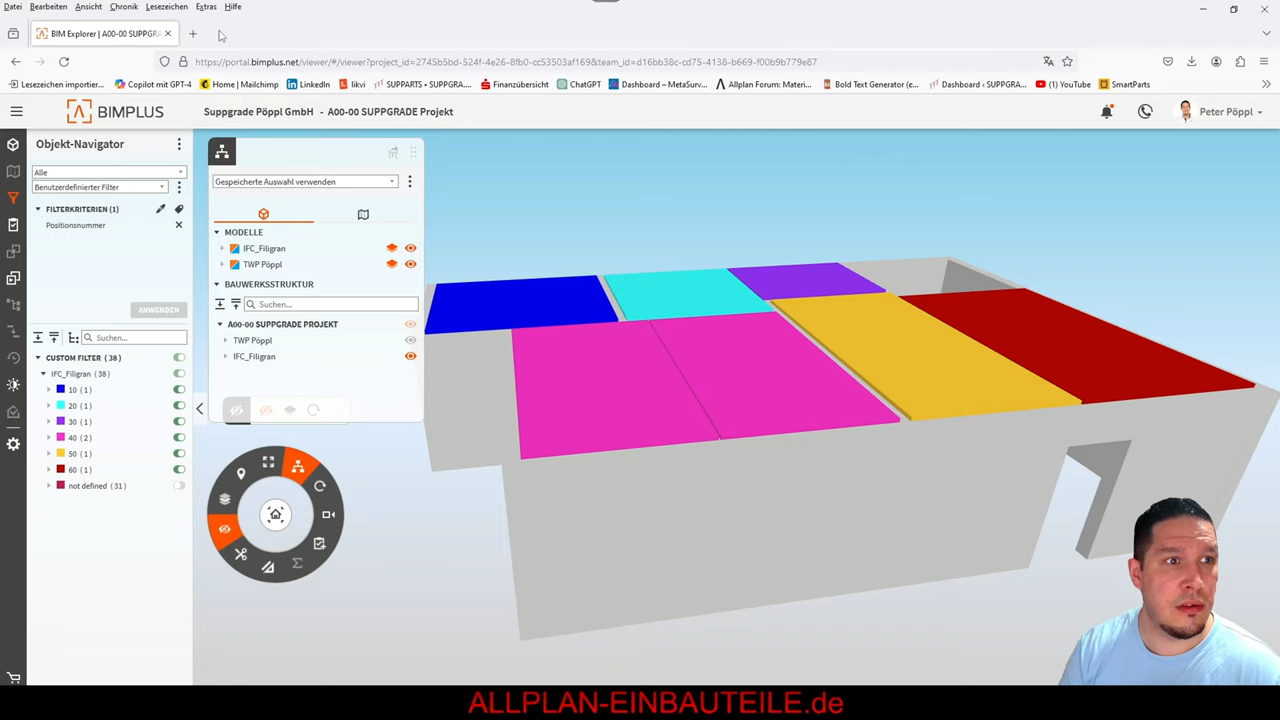 Datei Bearbeiten Ansicht Chronik Lesezeichen Extras Hilfe
BIM Explorer | A00-00 SUPPGRA
https://portal.bimplus.net/viewer/#/viewer?project_id=2745b5bd-524f-4e26-8fb0-cc53503af169&team_id=d16bb38c-cd75-4138-b669-f00b9b779e87
Lesezeichen importieren... Copilot mit GPT-4 Home | Mailchimp LinkedIn likvi SUPPARTS – SUPPGR... Finanzübersicht ChatGPT Dashboard – MetaSurv... Allplan Forum: Materi... Bold Text Generator (e... Dashboard ‹ SUPPGRA... (1) YouTube SmartParts
BIMPLUS Suppgrade Pöppl GmbH - A00-00 SUPPGRADE Projekt Peter Pöppl
Objekt-Navigator
Alle
Benutzerdefinierter Filter
FILTERKRITERIEN (1)
Positionsnummer
ANWENDEN
Suchen...
CUSTOM FILTER (38)
IFC_Filigran (38)
10 (1)
20 (1)
30 (1)
40 (2)
50 (1)
60 (1)
not defined (31)
Gespeicherte Auswahl verwenden
MODELLE
IFC_Filigran
TWP Pöppl
BAUWERKSSTRUKTUR
Suchen...
A00-00 SUPPGRADE PROJEKT
TWP Pöppl
IFC_Filigran
ALLPLAN-EINBAUTEILE.de